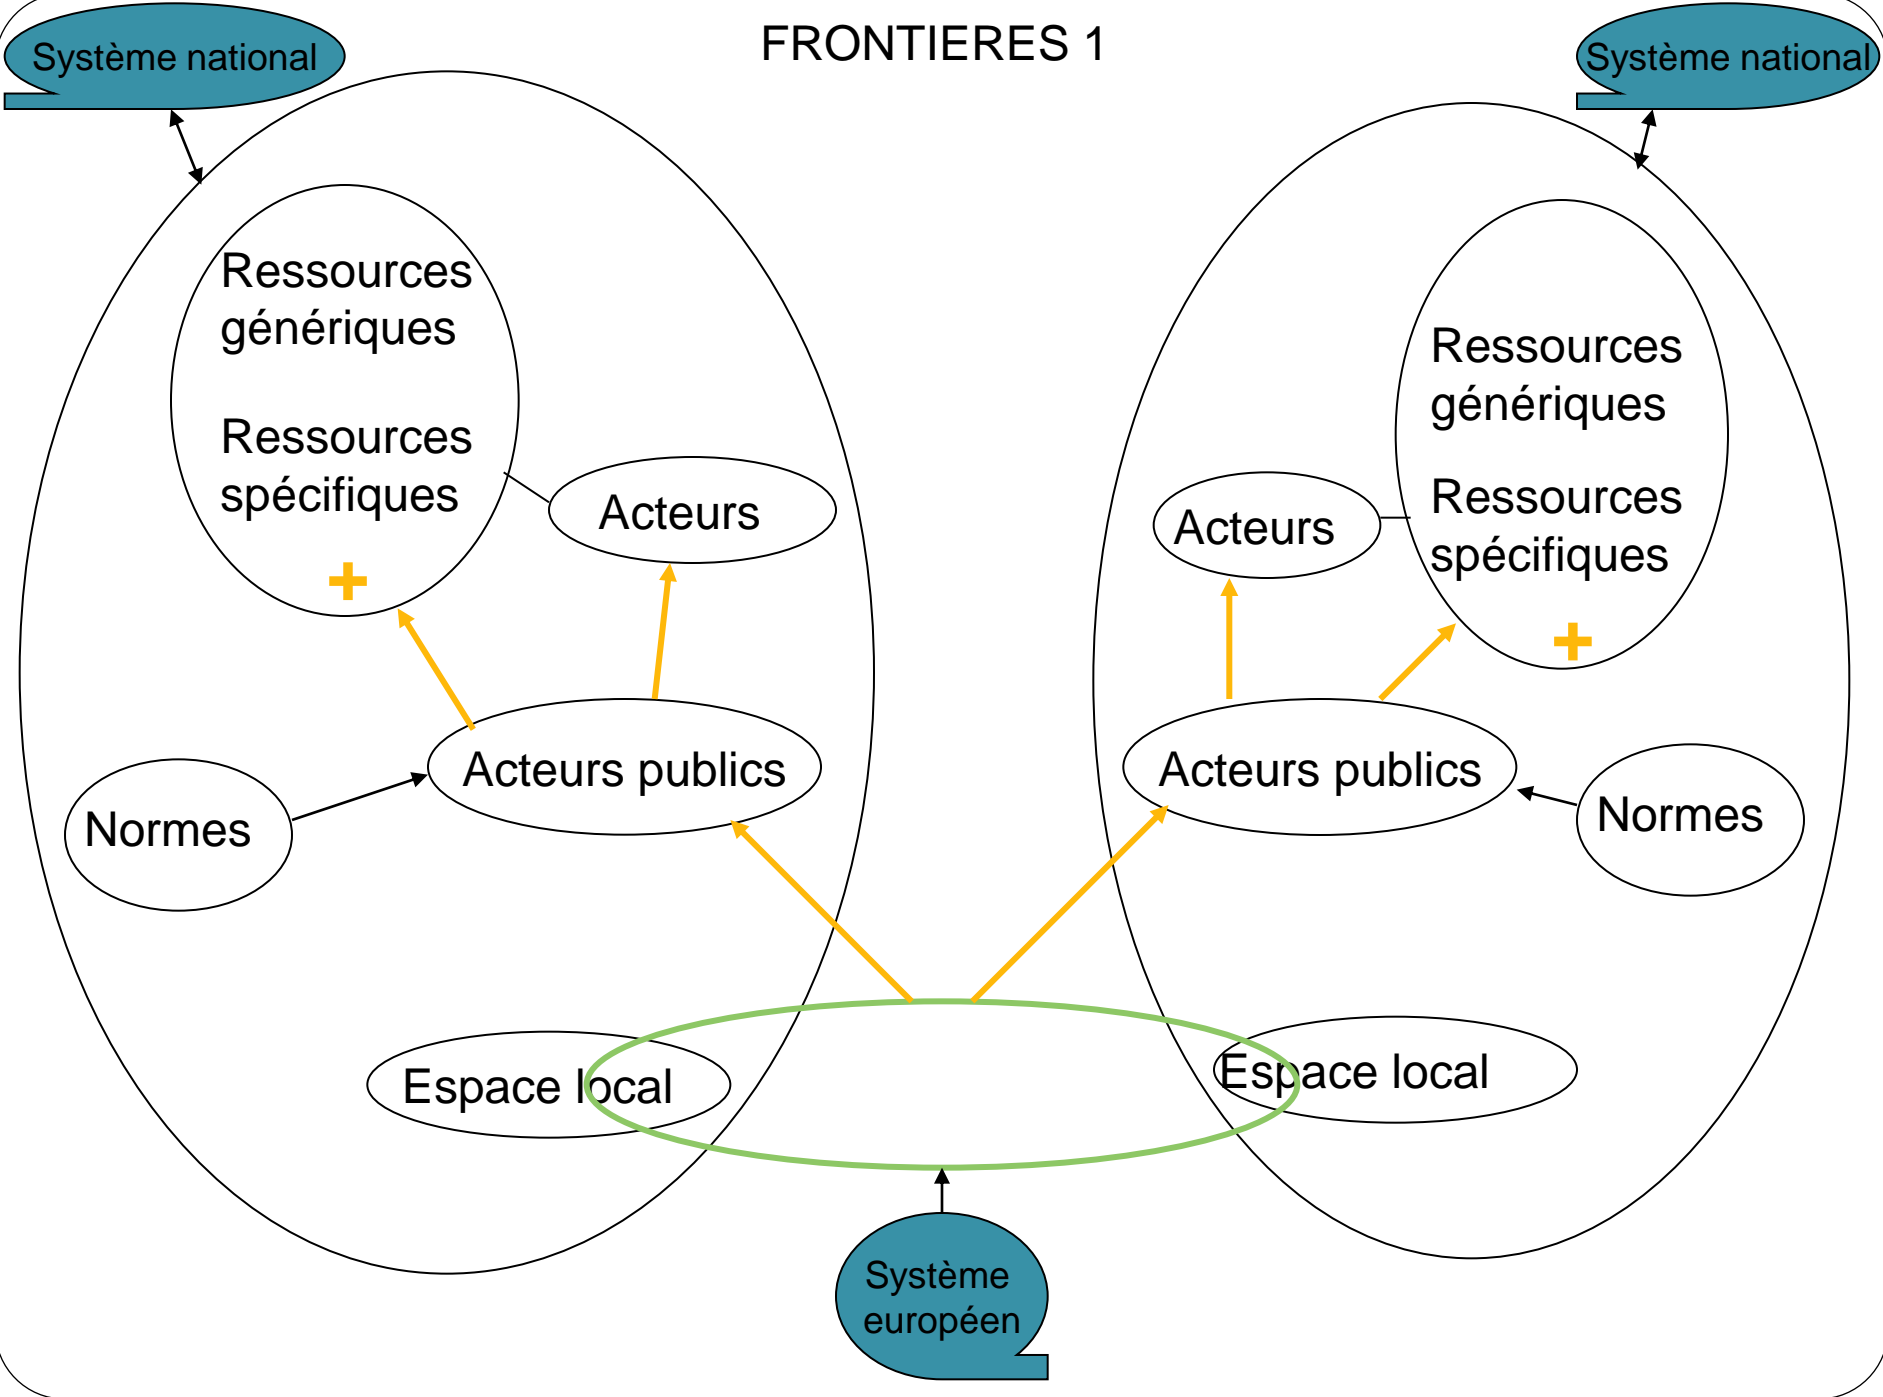 FRONTIERES 1
Système national
Système national
Ressources
génériques
Ressources
spécifiques
+
Acteurs
Acteurs publics
Normes
Espace local
Ressources
génériques
Ressources
spécifiques
+
Acteurs
Acteurs publics
Normes
Espace local
Système
européen